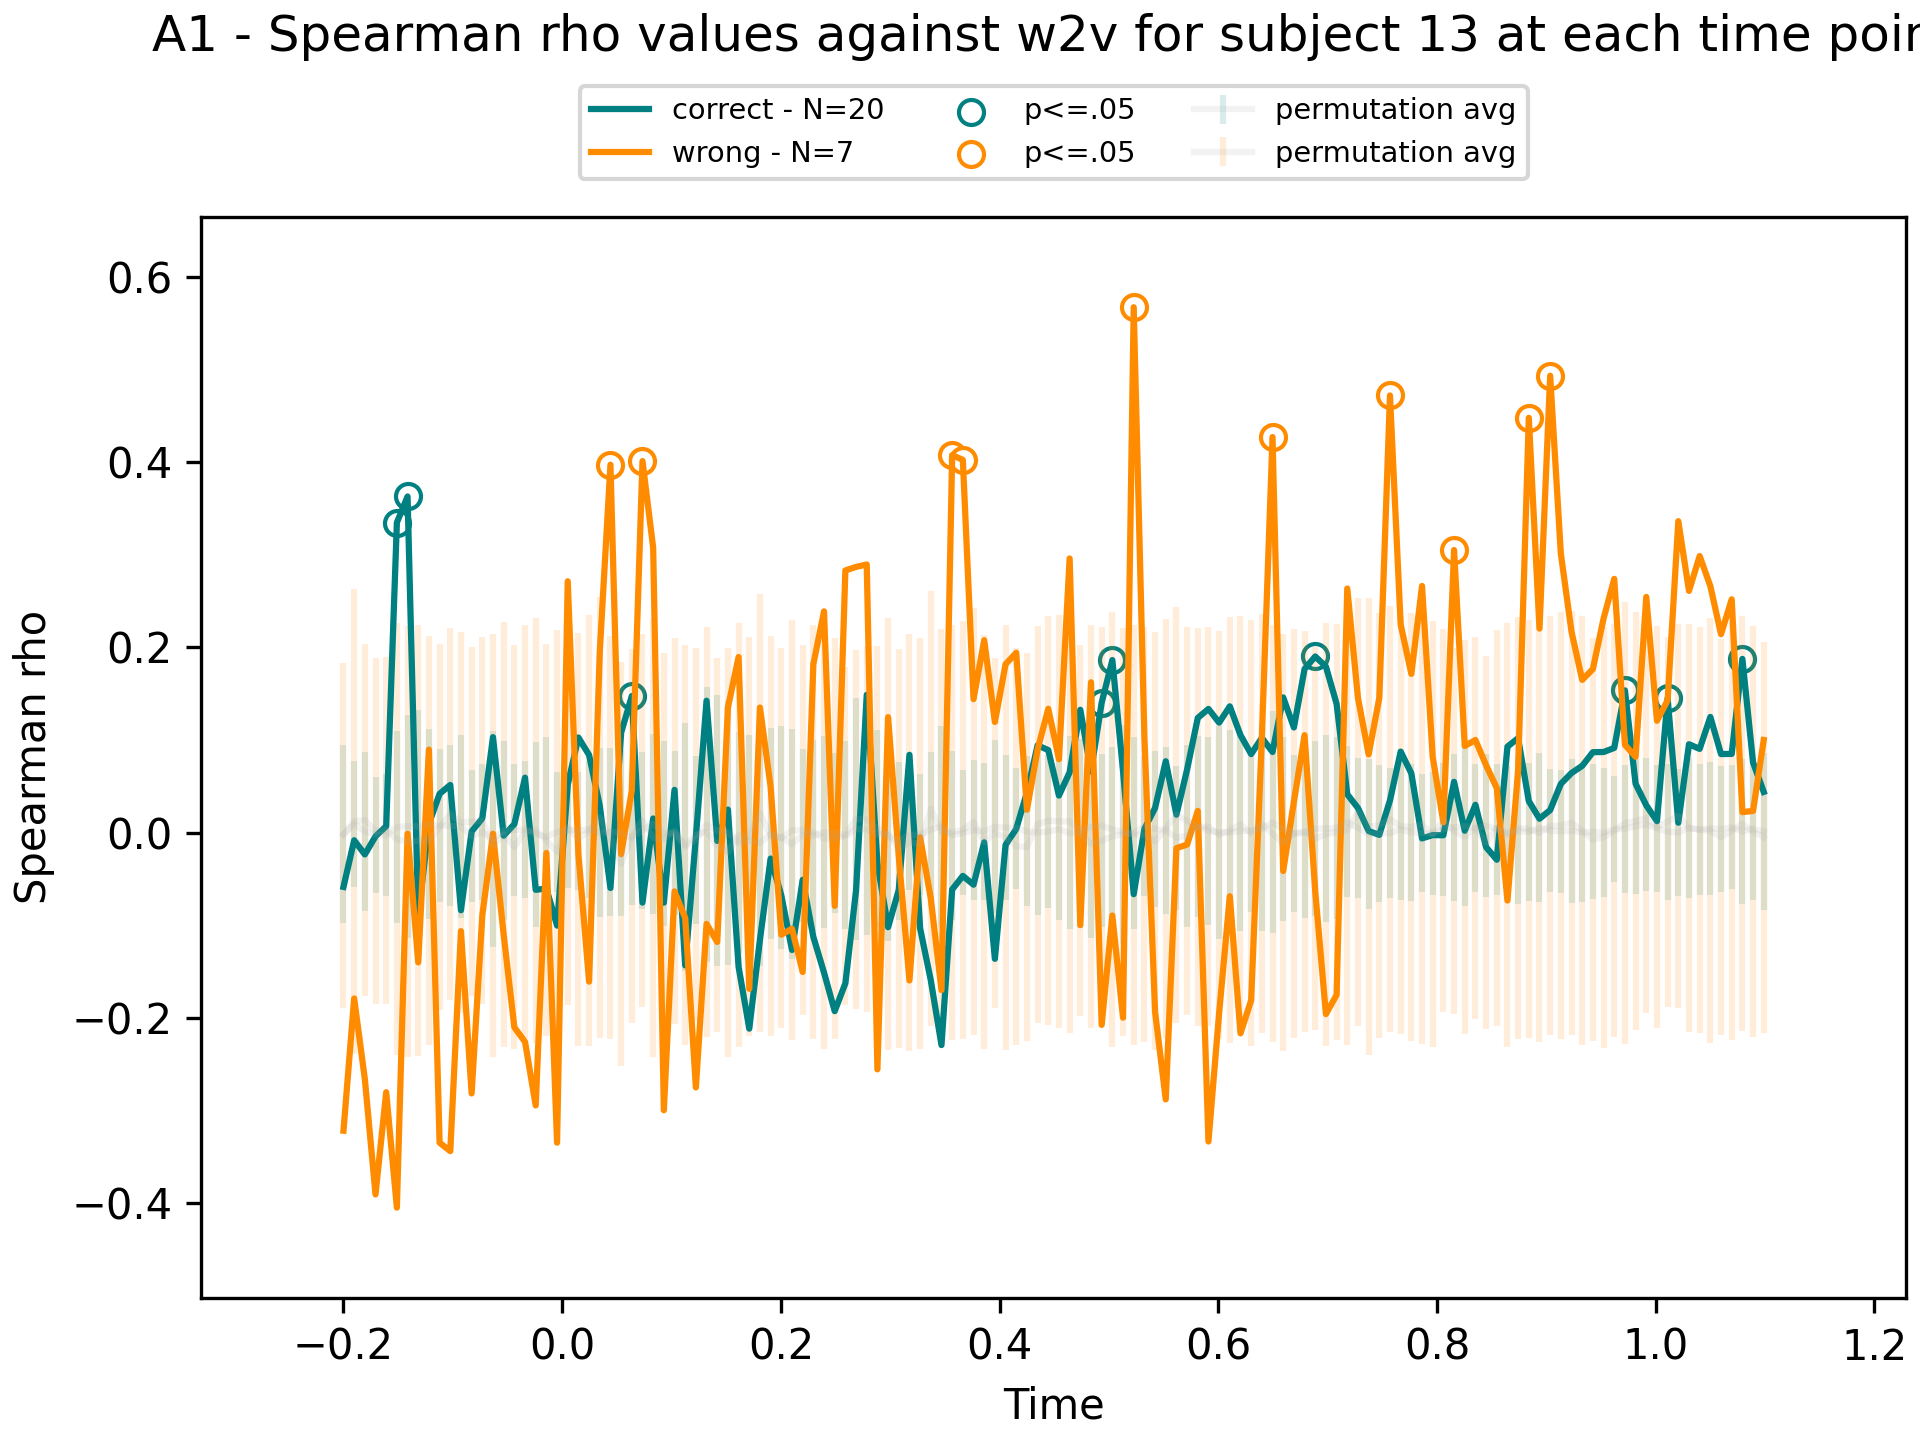 A1 - Spearman rho values against w2v for subject 13 at each time poin
correct - N=20
wrong - N=7
p<=.05
p<=.05
permutation avg
permutation avg
Spearman rho
0.6
0.4
0.2
0.0
−0.2
−0.4
−0.2
0.0
0.2
0.4
0.6
0.8
1.0
1.2
Time